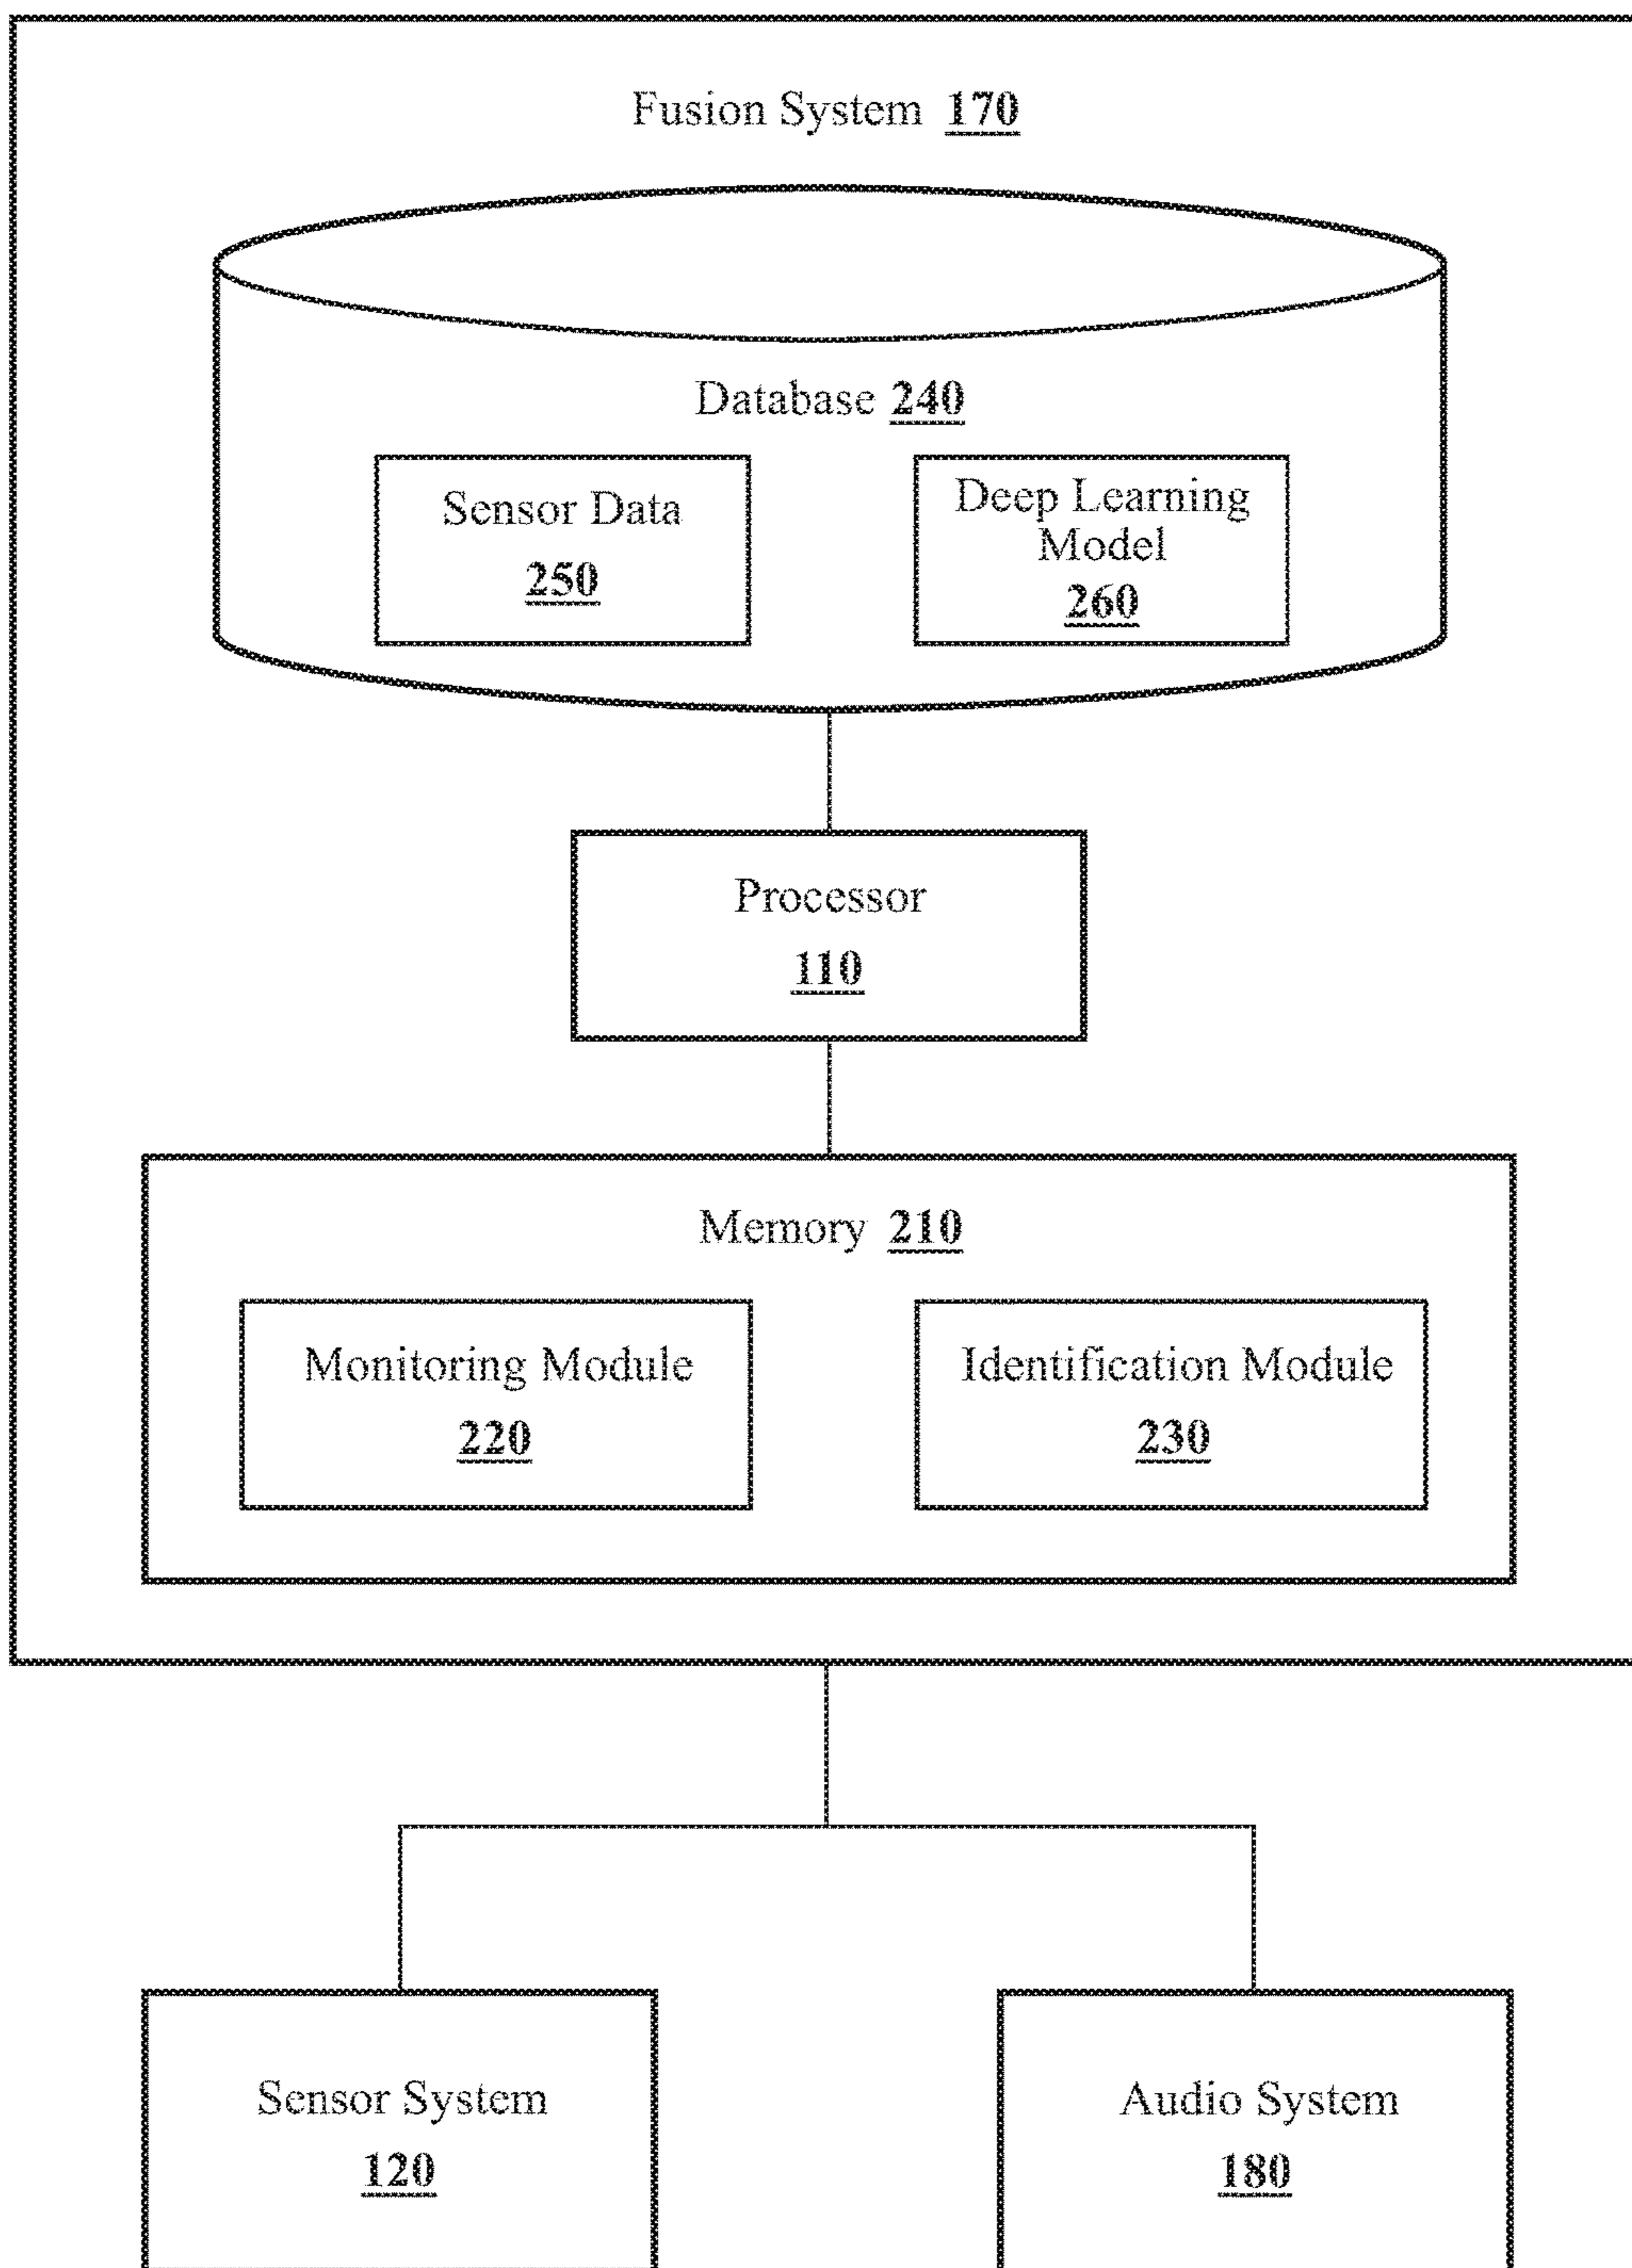 Fusion System 170
Database 240
Sensor Data
250
Deep Learning
Model
260
Processor
110
Memory 210
Monitoring Module
220
Identification Module
230
Sensor System
120
Audio System
180